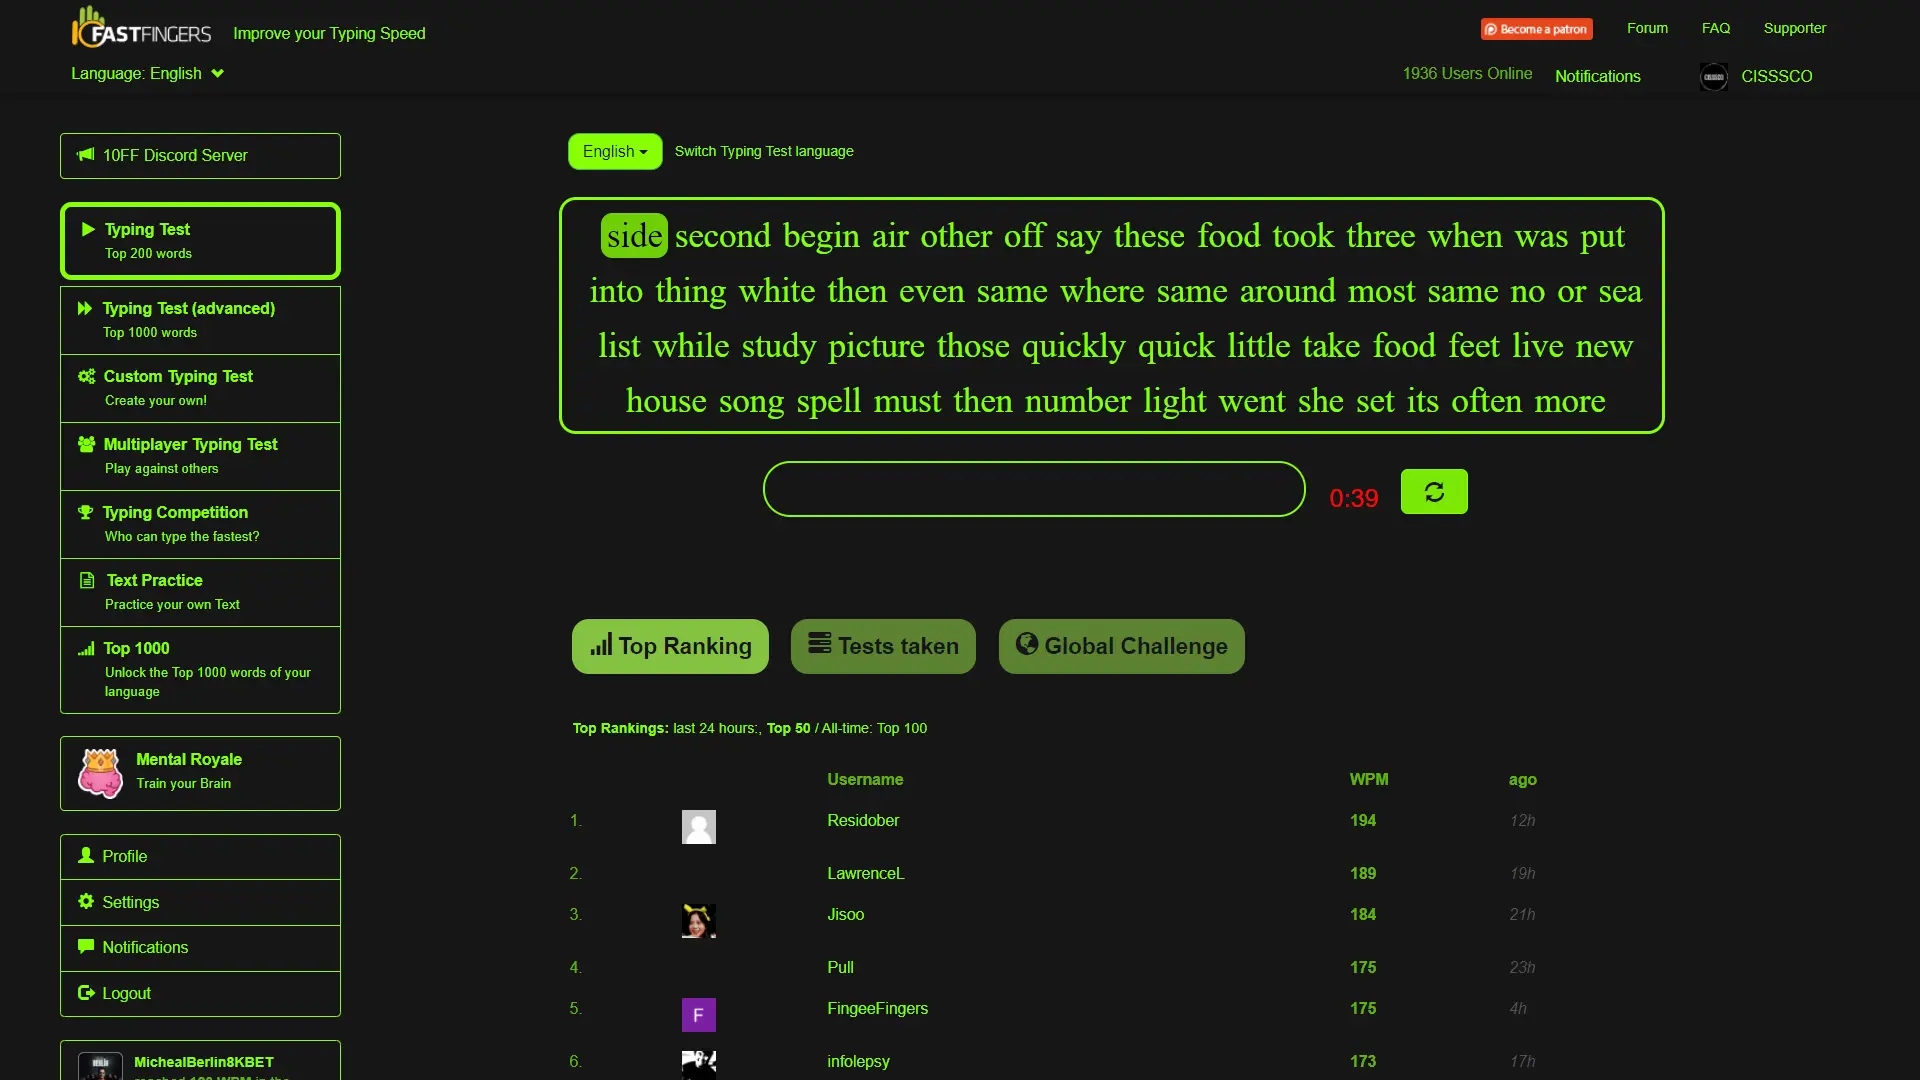 10FASTFINGERS
Improve your Typing Speed
Become a patron
Forum
FAQ
Supporter
Language: English
1936 Users Online
Notifications
CISSSCO
10FF Discord Server
Typing Test
Top 200 words
Typing Test (advanced)
Top 1000 words
Custom Typing Test
Create your own!
Multiplayer Typing Test
Play against others
Typing Competition
Who can type the fastest?
Text Practice
Practice your own Text
Top 1000
Unlock the Top 1000 words of your
language
Mental Royale
Train your Brain
Profile
Settings
Notifications
Logout
MichealBerlin8KBET
English
Switch Typing Test language
side second begin air other off say these food took three when was put
into thing white then even same where same around most same no or sea
list while study picture those quickly quick little take food feet live new
house song spell must then number light went she set its often more
0:39
Top Ranking
Tests taken
Global Challenge
Top Rankings: last 24 hours:, Top 50 / All-time: Top 100
Username WPM ago
1. Residober 194 12h
2. LawrenceL 189 19h
3. Jisoo 184 21h
4. Pull 175 23h
5. F FingeeFingers 175 4h
6. infolepsy 173 17h